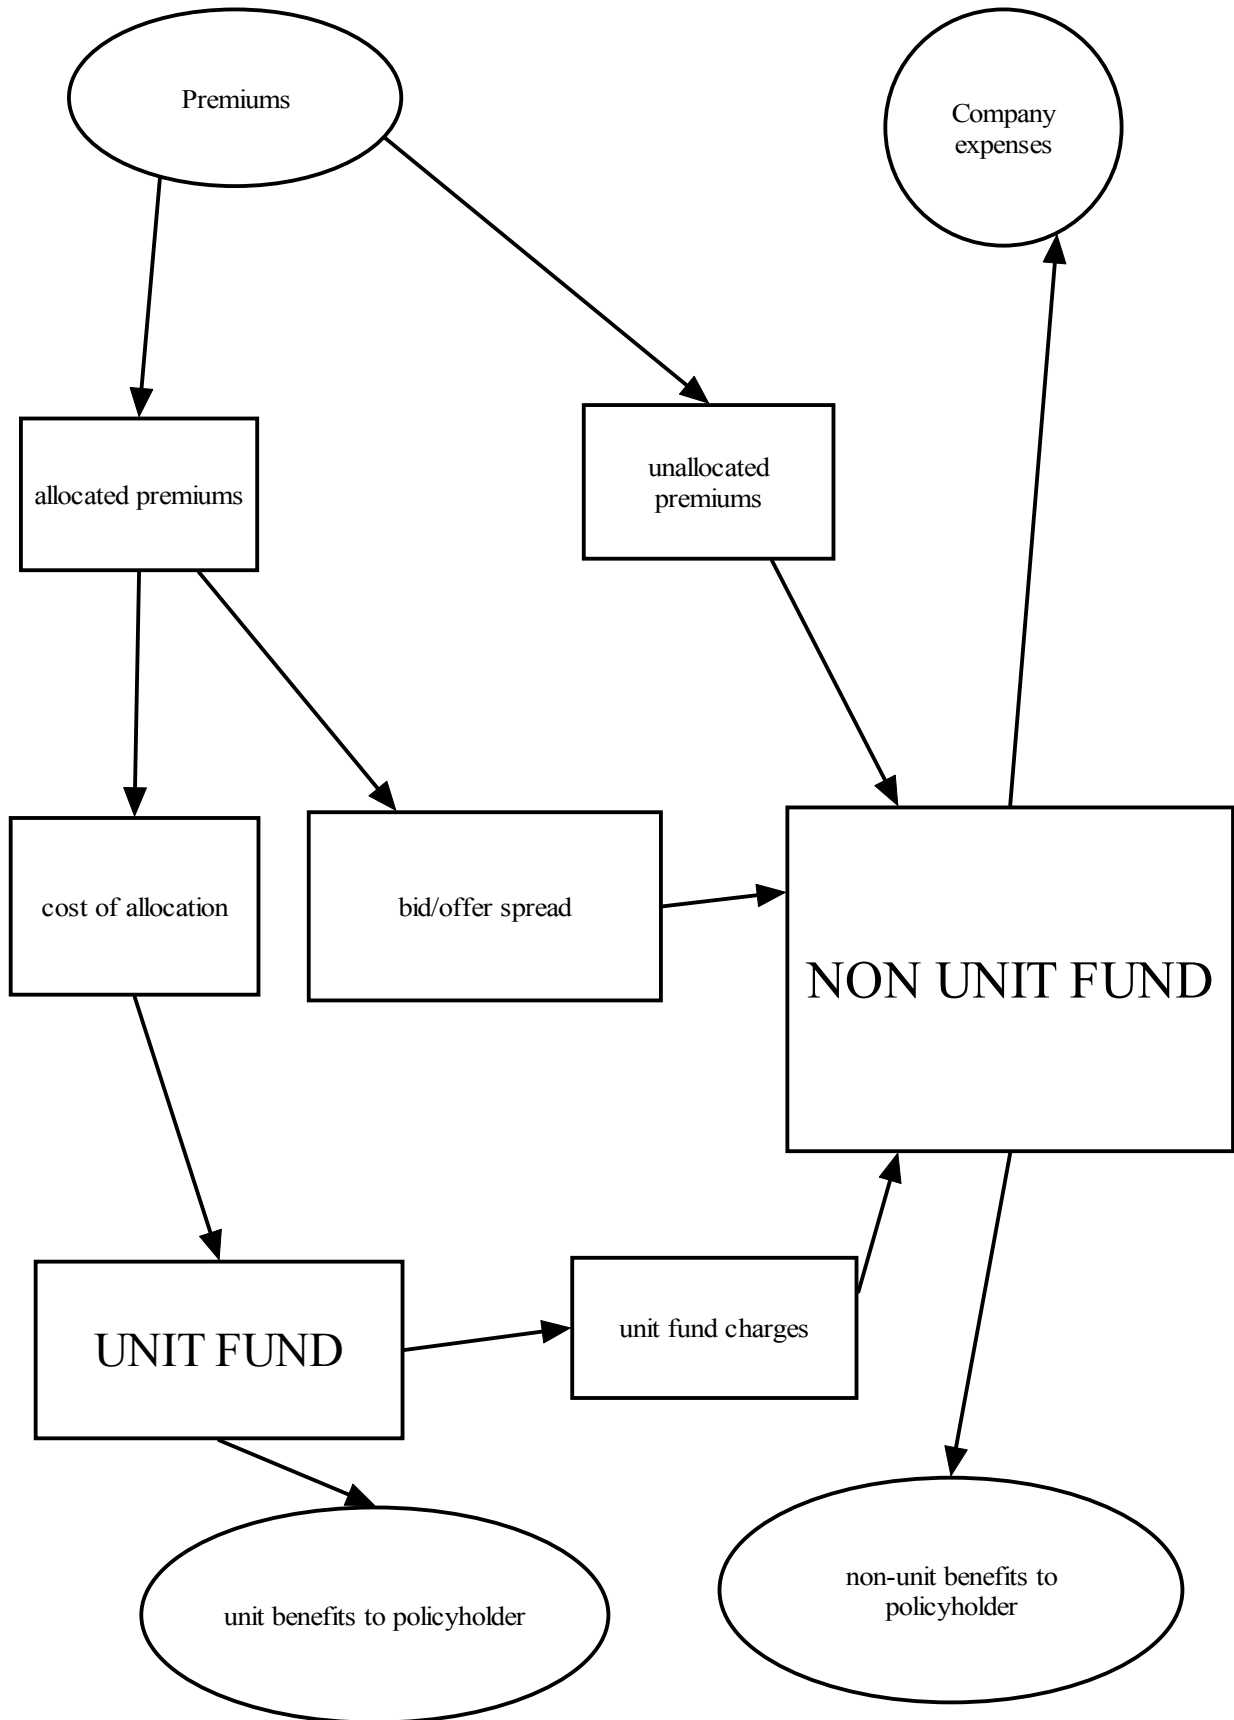 Premiums
Company
expenses
allocated premiums
unallocated
premiums
cost of allocation
bid/offer spread
NON UNIT FUND
UNIT FUND
unit fund charges
unit benefits to policyholder
non-unit benefits to
policyholder